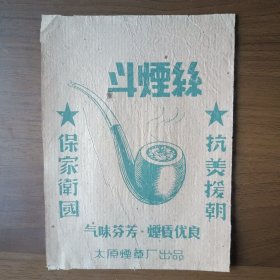 斗煙絲
★抗美援朝
★保家衛國
气味芬芳·煙質优良
太原煙草厂出品